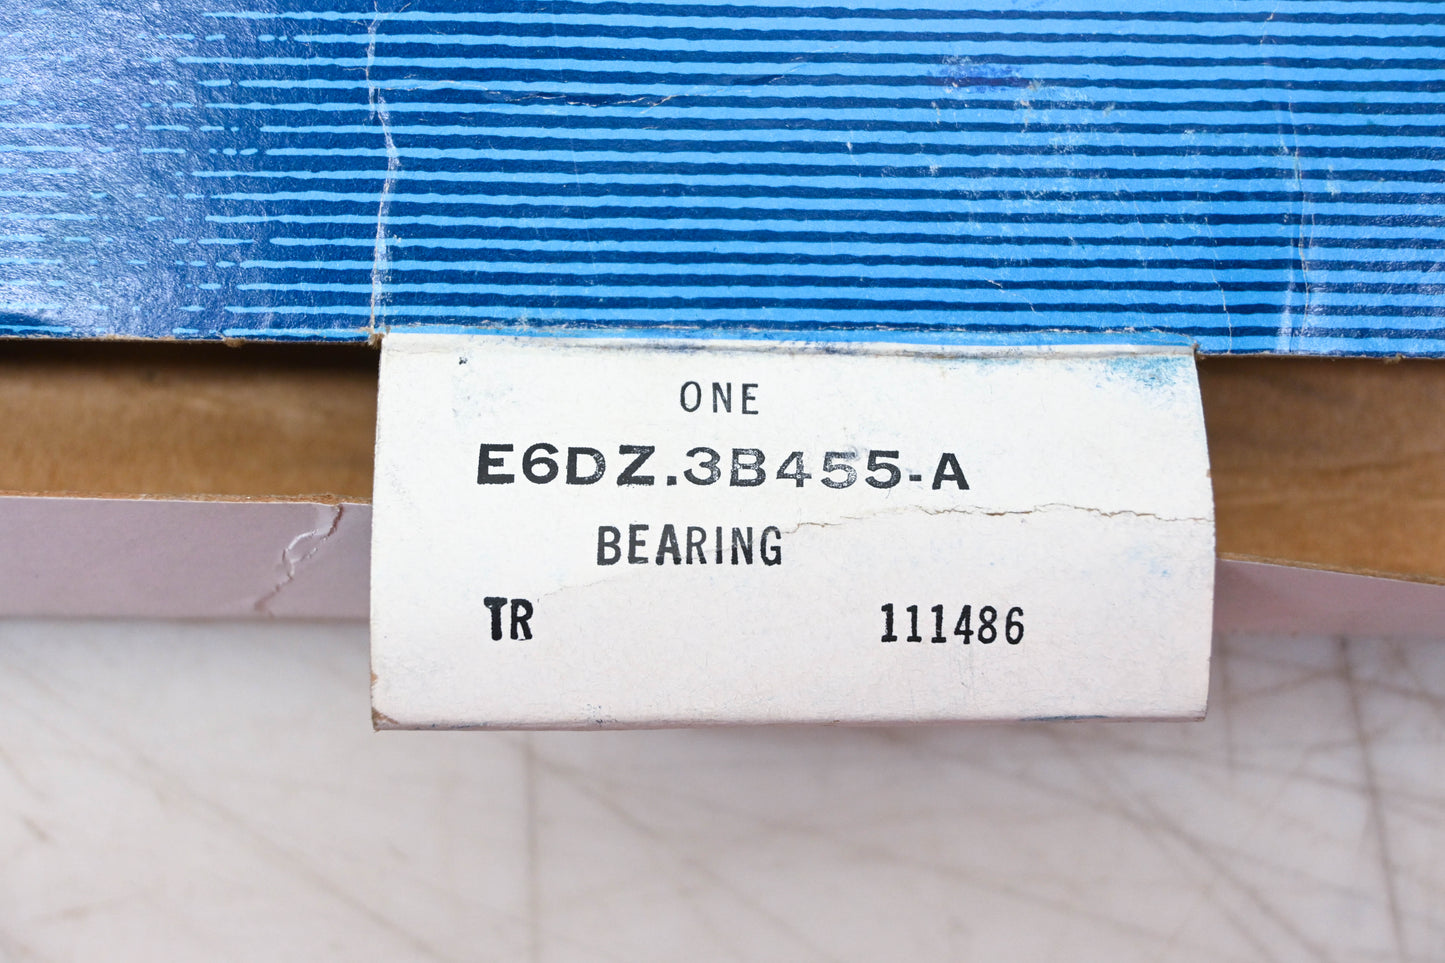 ONE
E6DZ.3B455-A
BEARING
TR 111486